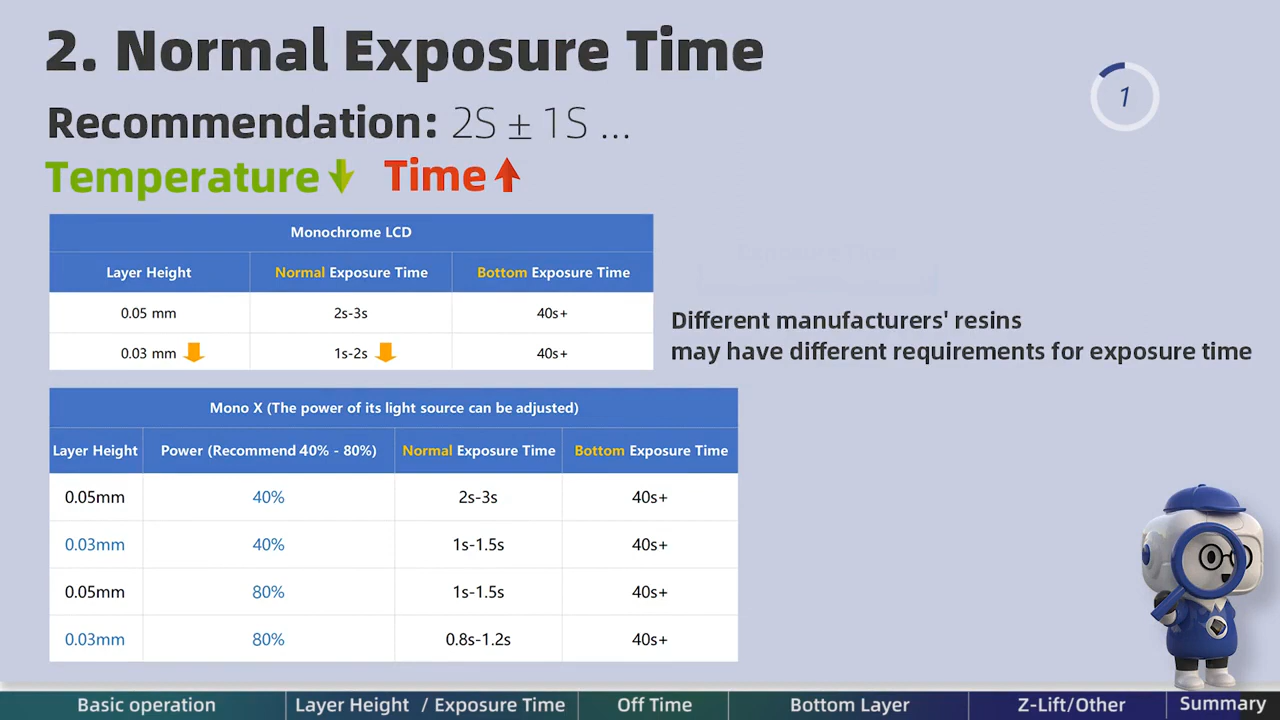 2. Normal Exposure Time
1
Recommendation: 2S ± 1S ...
Temperature Time
Monochrome LCD
Layer Height Normal Exposure Time Bottom Exposure Time
0.05 mm 2s-3s 40s+
0.03 mm 1s-2s 40s+
Different manufacturers' resins
may have different requirements for exposure time
Mono X (The power of its light source can be adjusted)
Layer Height Power (Recommend 40% - 80%) Normal Exposure Time Bottom Exposure Time
0.05mm 40% 2s-3s 40s+
0.03mm 40% 1s-1.5s 40s+
0.05mm 80% 1s-1.5s 40s+
0.03mm 80% 0.8s-1.2s 40s+
Basic operation Layer Height / Exposure Time Off Time Bottom Layer Z-Lift/Other Summary